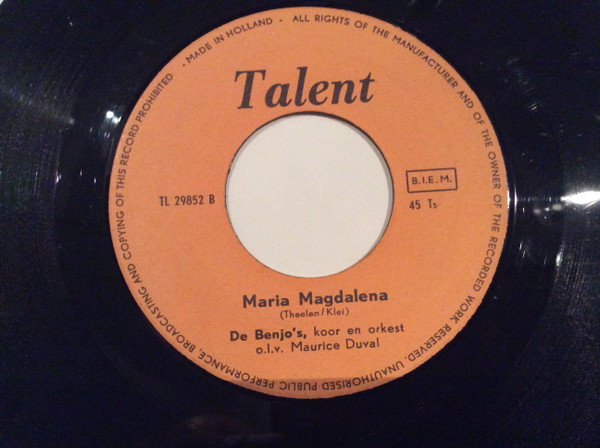 - MADE IN HOLLAND - ALL RIGHTS OF THE MANUFACTURER AND OF THE OWNER OF THE RECORDED WORK RESERVED. UNAUTHORISED PUBLIC PERFORMANCE, BROADCASTING AND COPYING OF THIS RECORD PROHIBITED
Talent
B.I.E.M.
TL 29852 B
45 Ts.
Maria Magdalena
(Theelen/Klei)
De Benjo's, koor en orkest
o.l.v. Maurice Duval